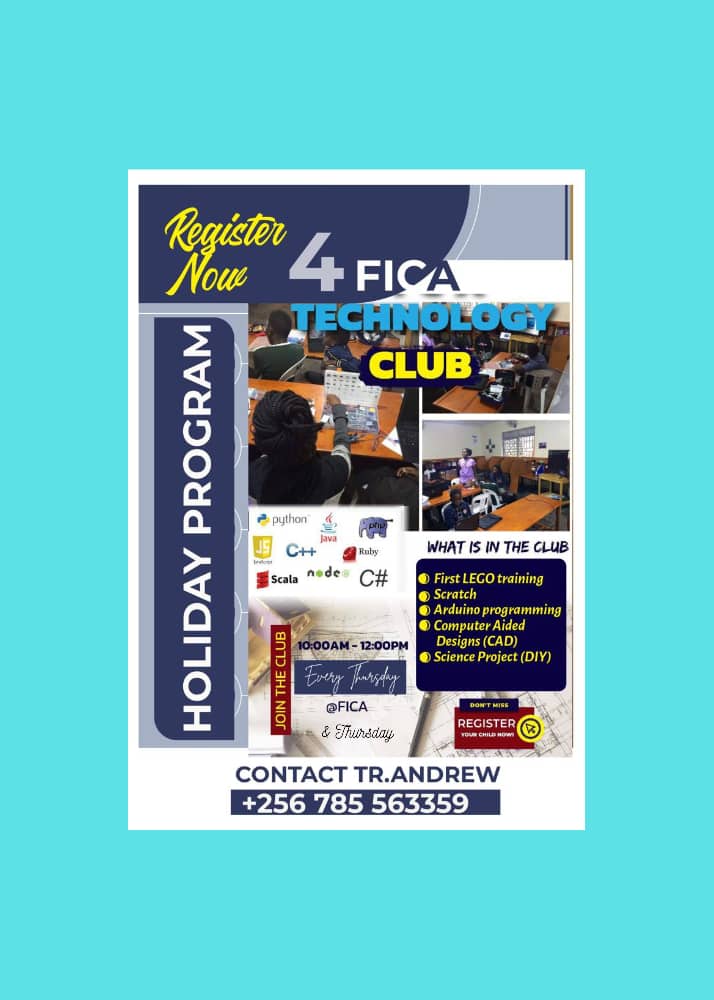 Register
Now
4 FICA
TECHNOLOGY
CLUB
HOLIDAY PROGRAM
python™
Java
php
JS
JavaScript
C++
Ruby
Scala
node
C#
WHAT IS IN THE CLUB
First LEGO training
Scratch
Arduino programming
Computer Aided
Designs (CAD)
Science Project (DIY)
JOIN THE CLUB
10:00AM - 12:00PM
Every Thursday
@FICA
& Thursday
DON'T MISS
REGISTER
YOUR CHILD NOW!
CONTACT TR.ANDREW
+256 785 563359